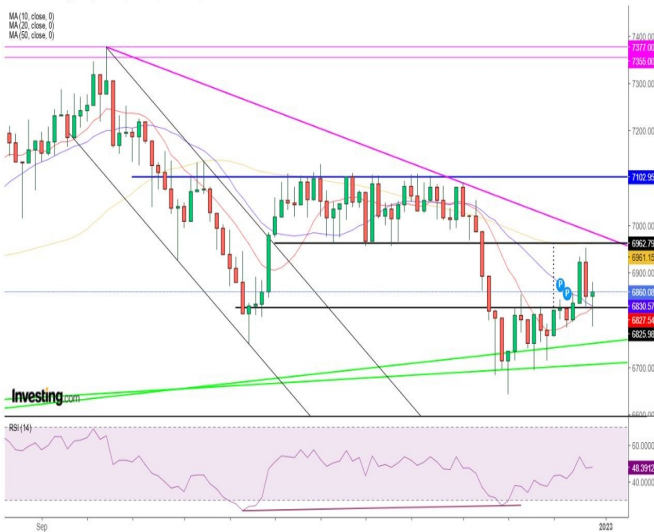 MA (10, close, 0)
MA (20, close, 0)
MA (50, close, 0)
7400.00
7377.00
7355.00
7300.00
7200.00
7102.95
7000.00
6962.79
6961.15
6900.00
6860.08
6830.57
6827.54
6825.98
6700.00
6600.00
P
P
Investing.com
RSI (14)
60.0000
48.3912
40.0000
Sep
2023